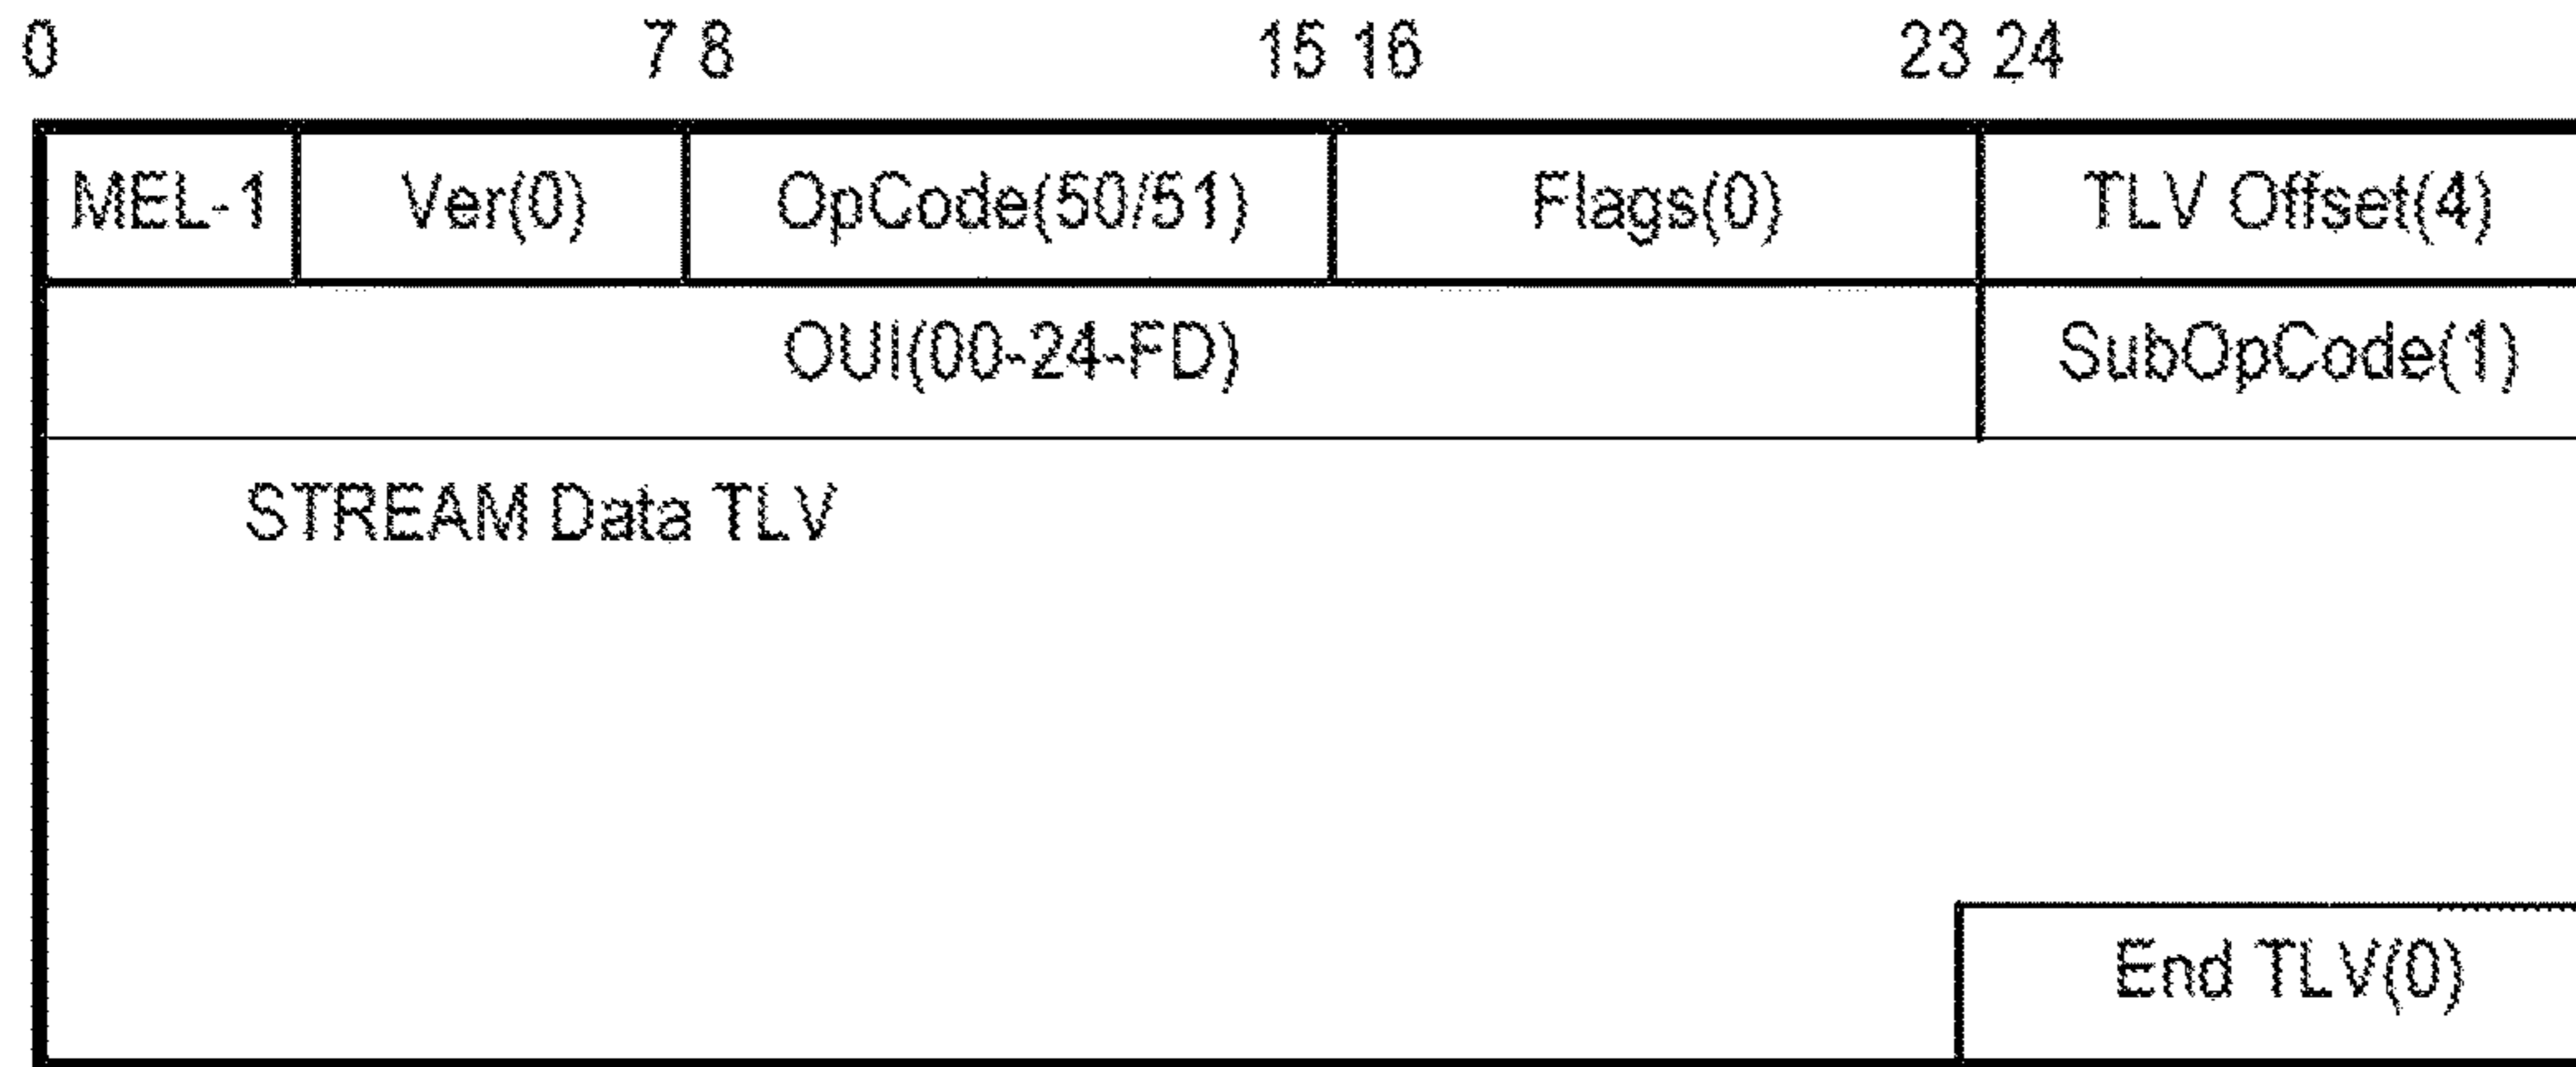 0 7 8 15 16 23 24
MEL-1 Ver(0) OpCode(50/51) Flags(0) TLV Offset(4)
OUI(00-24-FD) SubOpCode(1)
STREAM Data TLV
End TLV(0)